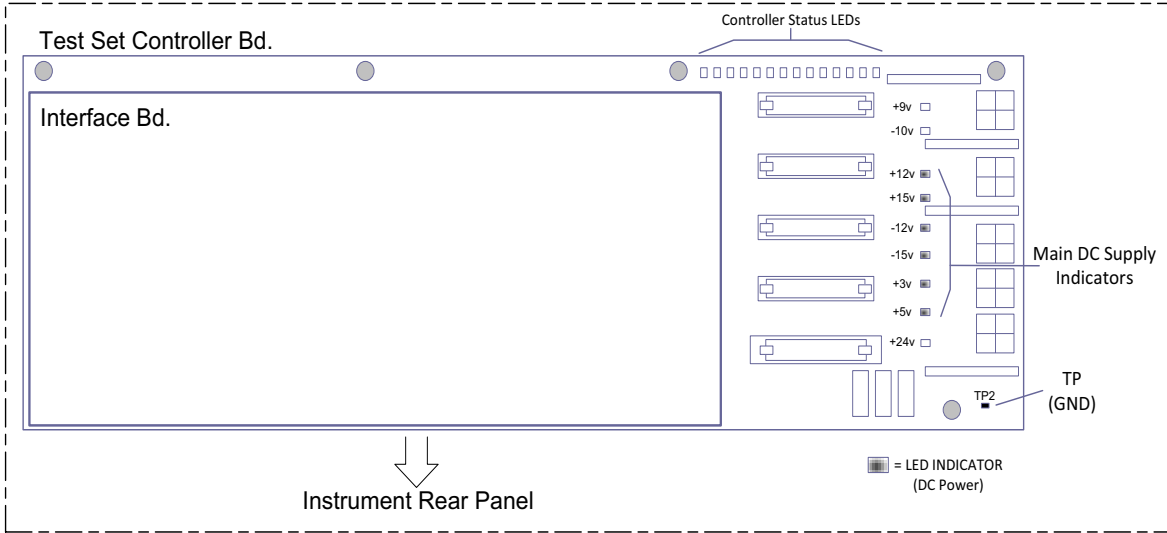 Controller Status LEDs
Test Set Controller Bd.
Interface Bd.
+9v
-10v
+12v
+15v
-12v
-15v
+3v
+5v
+24v
Main DC Supply
Indicators
TP2
TP
(GND)
= LED INDICATOR
(DC Power)
Instrument Rear Panel